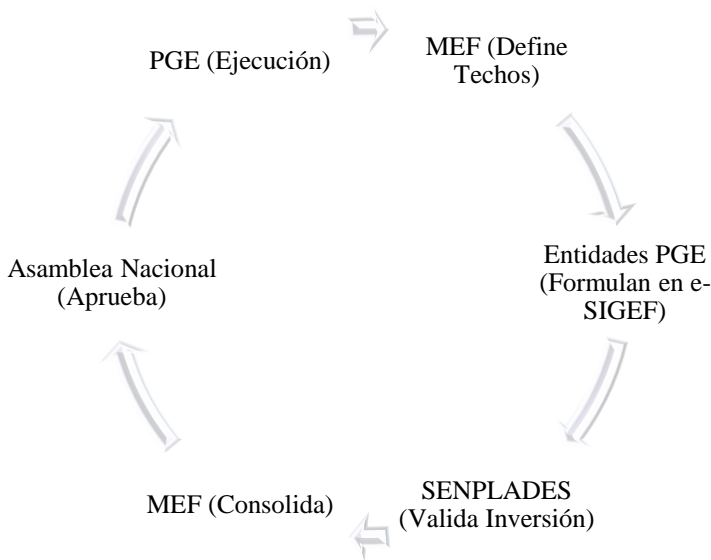 PGE (Ejecución)
MEF (Define
Techos)
Entidades PGE
(Formulan en e-
SIGEF)
SENPLADES
(Valida Inversión)
MEF (Consolida)
Asamblea Nacional
(Aprueba)